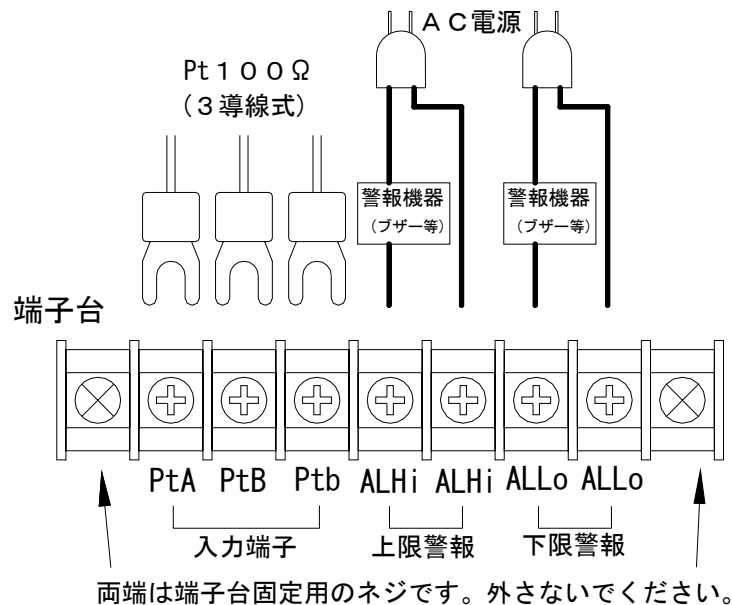 ＡＣ電源
Pt１００Ω
（３導線式）
警報機器
（ブザー等）
警報機器
（ブザー等）
端子台
PtA PtB Ptb ALHi ALHi ALLo ALLo
入力端子 上限警報 下限警報
両端は端子台固定用のネジです。外さないでください。